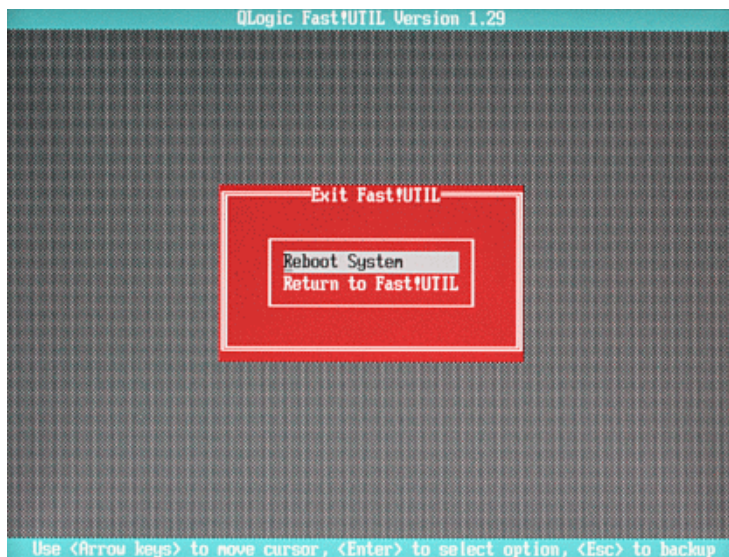 QLogic Fast!UTIL Version 1.29
Exit Fast!UTIL
Reboot System
Return to Fast!UTIL
Use <Arrow keys> to move cursor, <Enter> to select option, <Esc> to backup